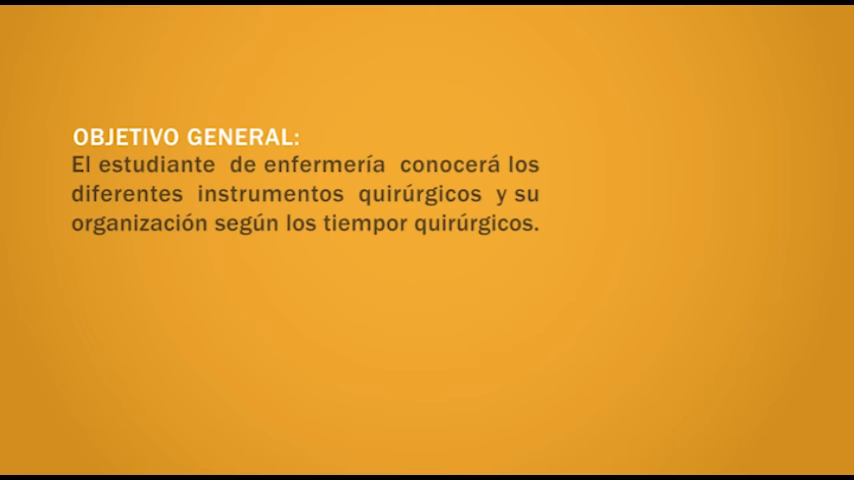 OBJETIVO GENERAL:
El estudiante de enfermería conocerá los
diferentes instrumentos quirúrgicos y su
organización según los tiempor quirúrgicos.